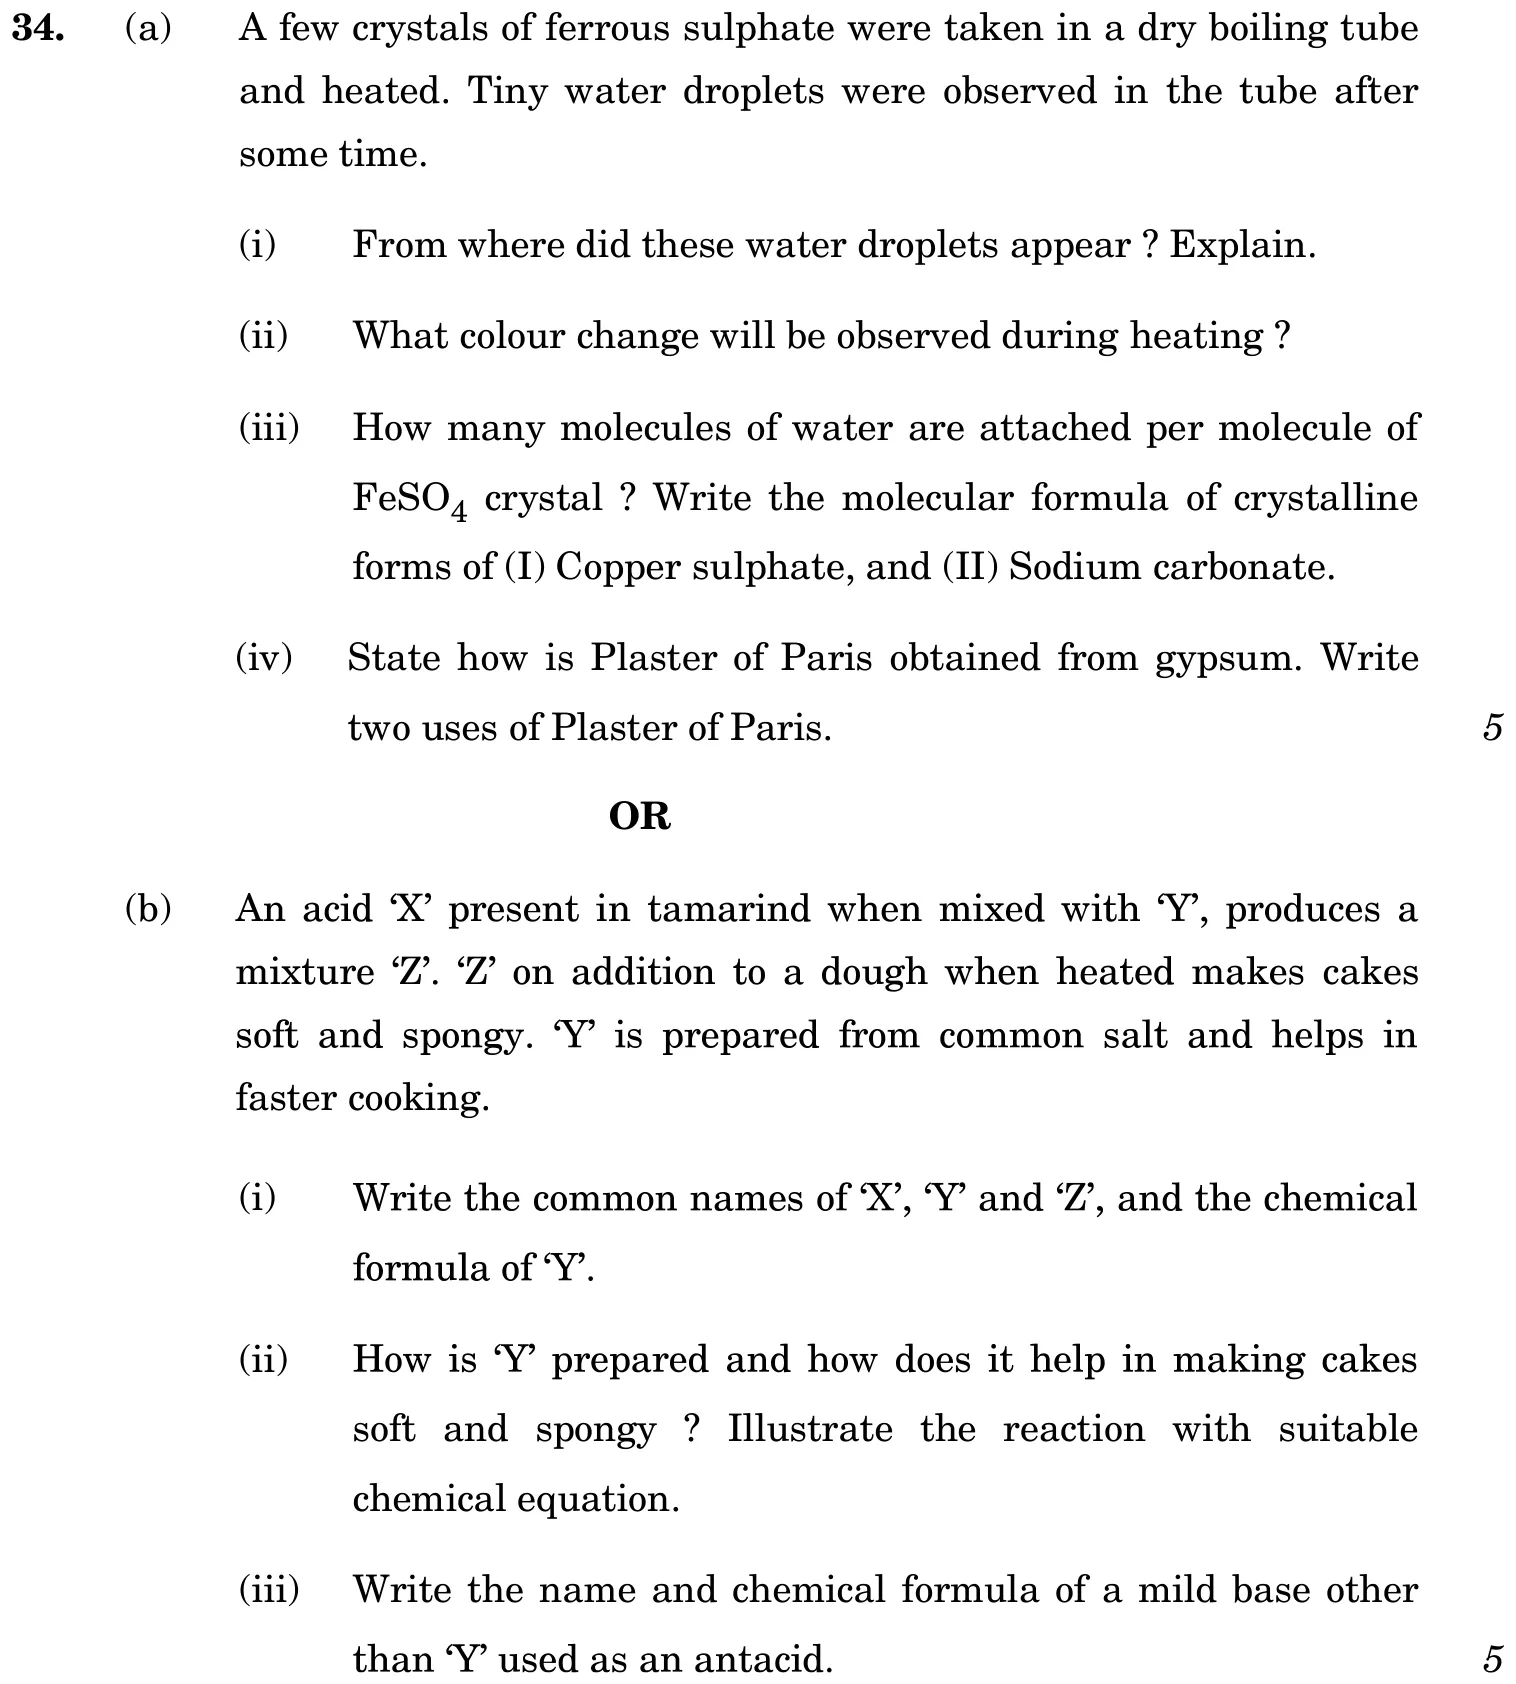 34. (a) A few crystals of ferrous sulphate were taken in a dry boiling tube
and heated. Tiny water droplets were observed in the tube after
some time.
(i) From where did these water droplets appear ? Explain.
(ii) What colour change will be observed during heating ?
(iii) How many molecules of water are attached per molecule of
FeSO₄ crystal ? Write the molecular formula of crystalline
forms of (I) Copper sulphate, and (II) Sodium carbonate.
(iv) State how is Plaster of Paris obtained from gypsum. Write
two uses of Plaster of Paris. 5
OR
(b) An acid ‘X’ present in tamarind when mixed with ‘Y’, produces a
mixture ‘Z’. ‘Z’ on addition to a dough when heated makes cakes
soft and spongy. ‘Y’ is prepared from common salt and helps in
faster cooking.
(i) Write the common names of ‘X’, ‘Y’ and ‘Z’, and the chemical
formula of ‘Y’.
(ii) How is ‘Y’ prepared and how does it help in making cakes
soft and spongy ? Illustrate the reaction with suitable
chemical equation.
(iii) Write the name and chemical formula of a mild base other
than ‘Y’ used as an antacid. 5